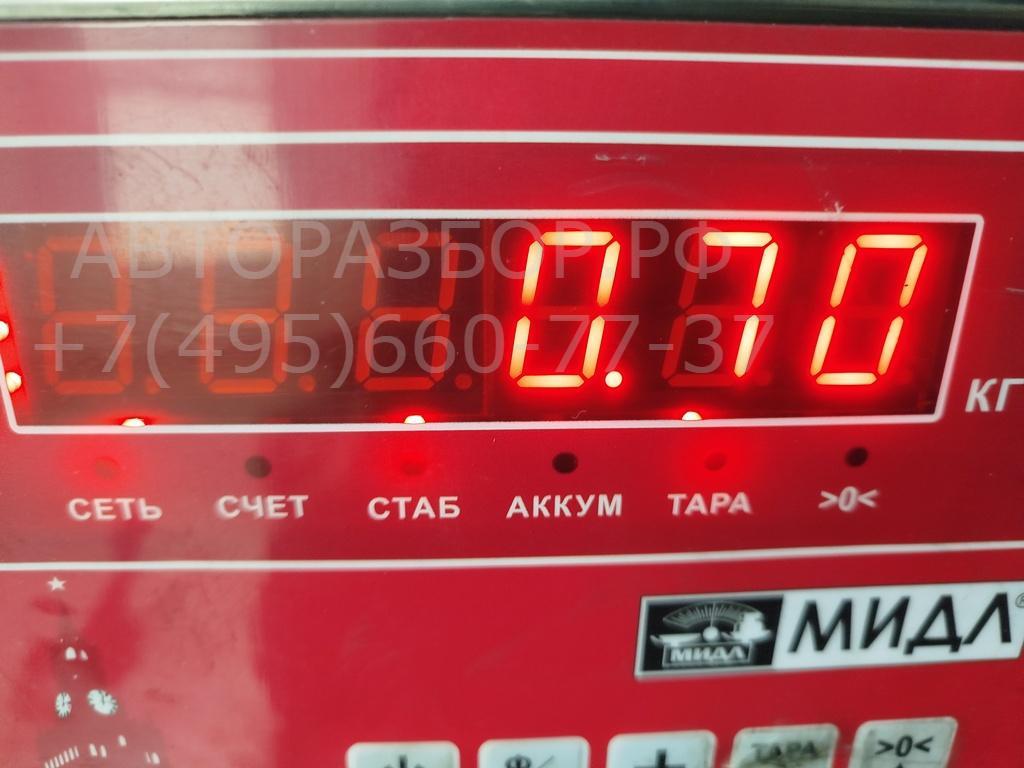 АВТОРАЗБОР.РФ
0.70
+7(495)660-77-37
КГ
СЕТЬ СЧЕТ СТАБ АККУМ ТАРА >0<
МИДЛ МИДЛ®
ТАРА >0<